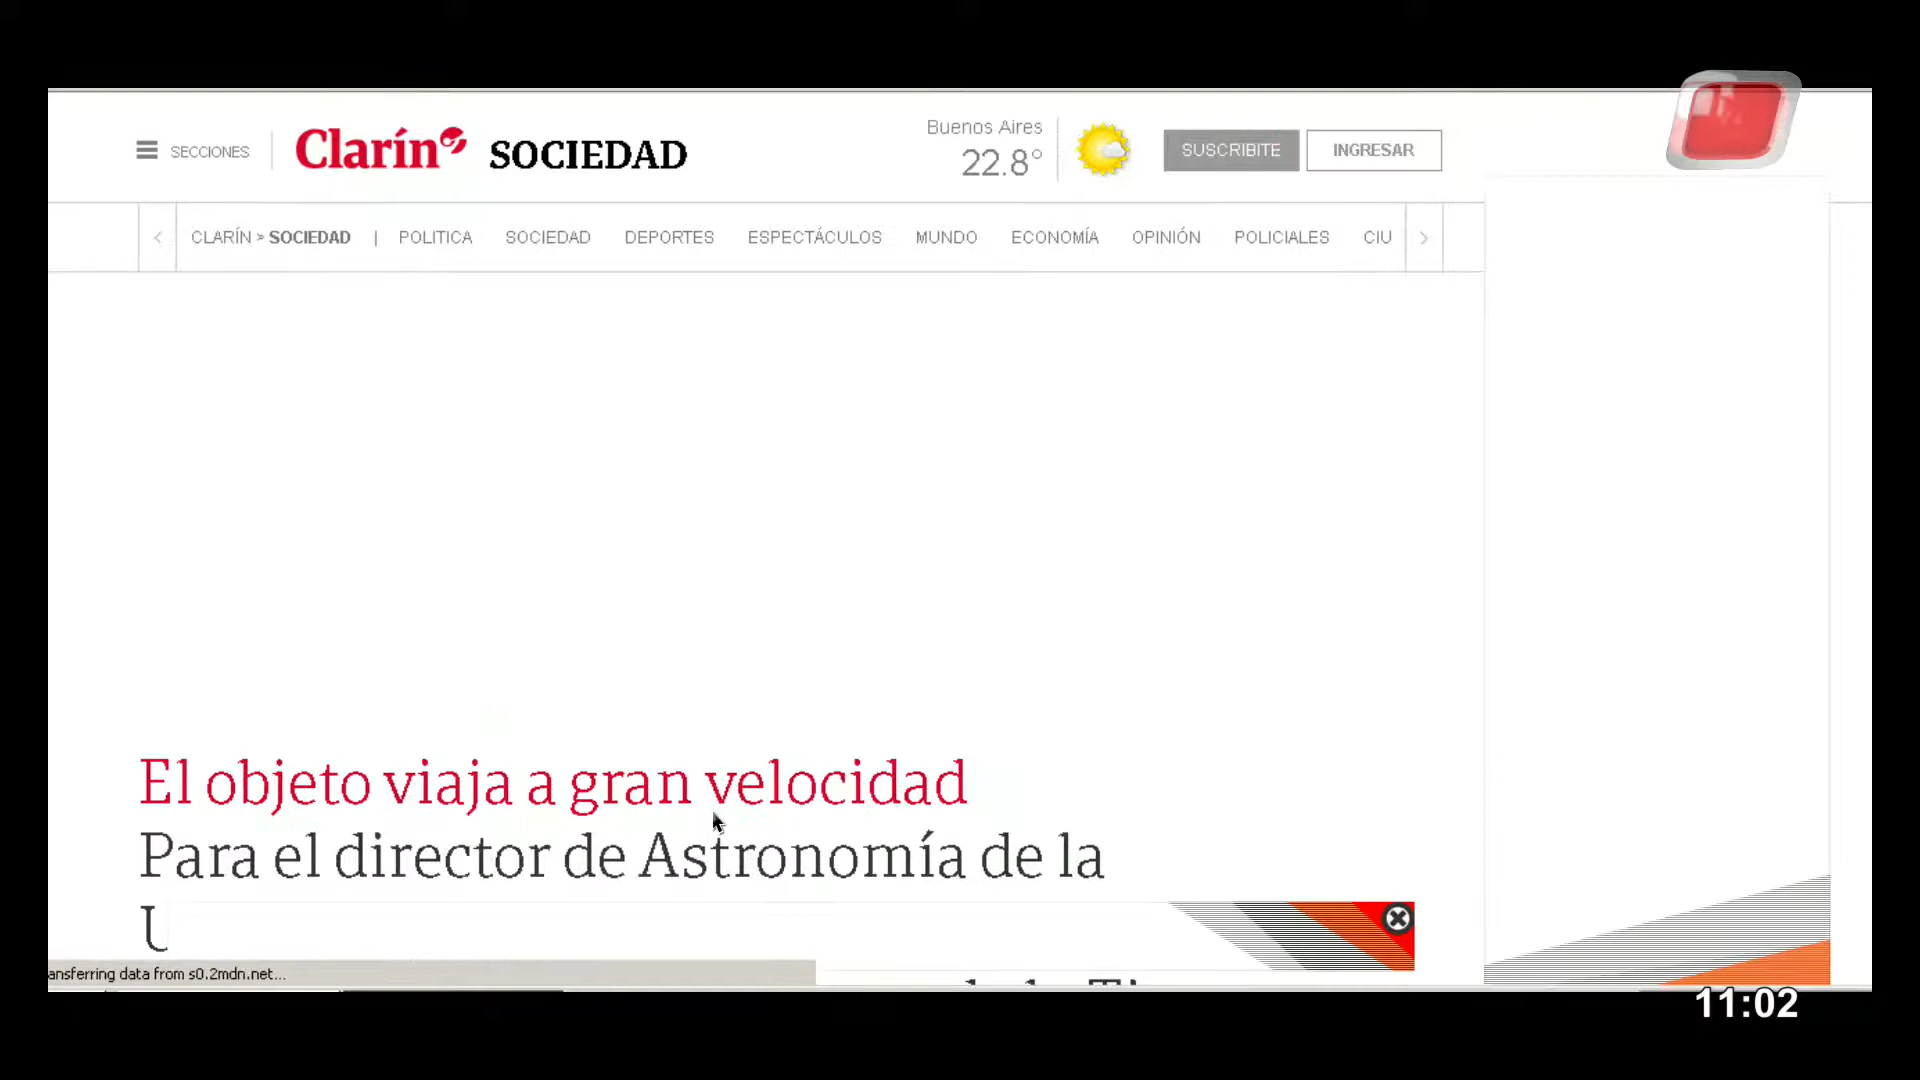 SECCIONES
Clarín
SOCIEDAD
Buenos Aires
22.8°
SUSCRIBITE
INGRESAR
CLARÍN > SOCIEDAD | POLITICA SOCIEDAD DEPORTES ESPECTÁCULOS MUNDO ECONOMÍA OPINIÓN POLICIALES CIU
El objeto viaja a gran velocidad
Para el director de Astronomía de la
ansferring data from s0.2mdn.net...
11:02